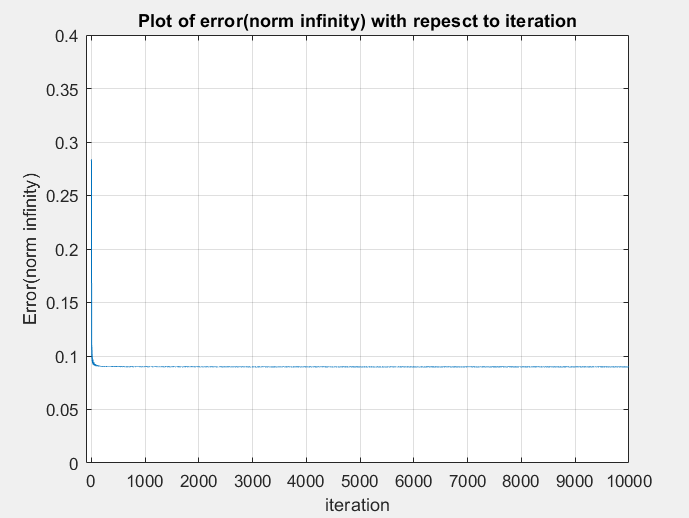 Plot of error(norm infinity) with repesct to iteration
0.4
0.35
0.3
0.25
0.2
0.15
0.1
0.05
0
Error(norm infinity)
0 1000 2000 3000 4000 5000 6000 7000 8000 9000 10000
iteration